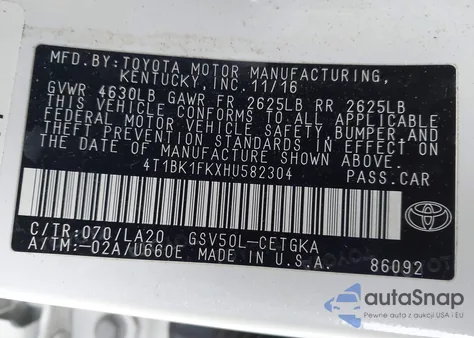 MFD. BY: TOYOTA MOTOR MANUFACTURING,
KENTUCKY, INC. 11/16
GVWR 4630LB GAWR FR 2625LB RR 2625LB
THIS VEHICLE CONFORMS TO ALL APPLICABLE
FEDERAL MOTOR VEHICLE SAFETY, BUMPER, AND
THEFT PREVENTION STANDARDS IN EFFECT ON
THE DATE OF MANUFACTURE SHOWN ABOVE.
4T1BK1FKXHU582304
PASS. CAR
C/TR: 070/LA20 GSV50L-CETGKA
A/TM: -02A/U660E MADE IN U.S.A. 86092
TOYOTA
autoSnap
Pewne auta z aukcji USA i EU